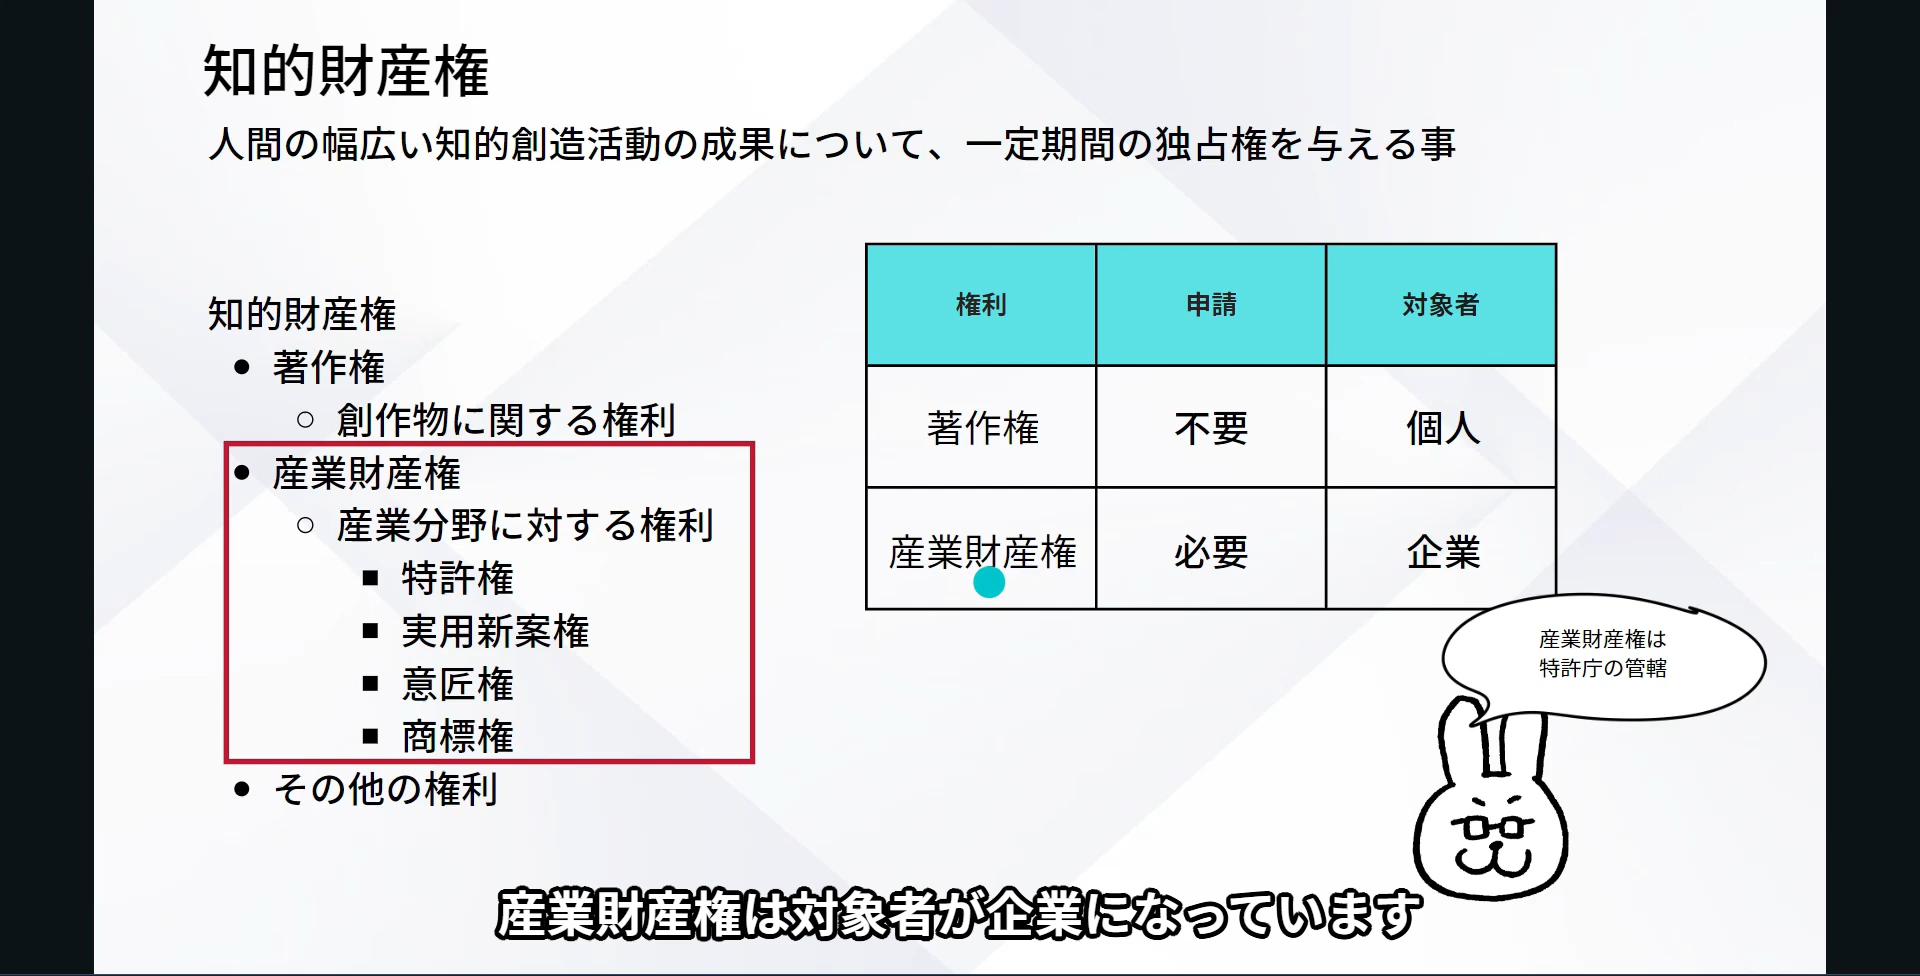 知的財産権
人間の幅広い知的創造活動の成果について、一定期間の独占権を与える事
知的財産権
● 著作権
○ 創作物に関する権利
● 産業財産権
○ 産業分野に対する権利
■ 特許権
■ 実用新案権
■ 意匠権
■ 商標権
● その他の権利
権利 申請 対象者
著作権 不要 個人
産業財産権 必要 企業
産業財産権は
特許庁の管轄
産業財産権は対象者が企業になっています